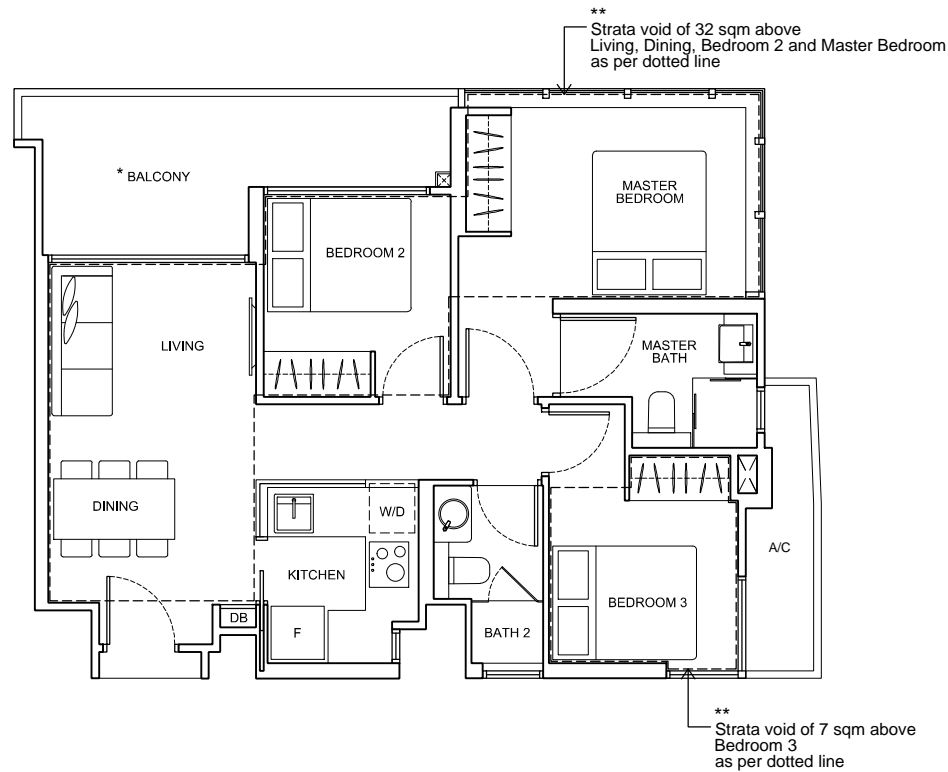 **
Strata void of 32 sqm above
Living, Dining, Bedroom 2 and Master Bedroom
as per dotted line
* BALCONY
MASTER
BEDROOM
BEDROOM 2
LIVING
MASTER
BATH
DINING
W/D
KITCHEN
A/C
BEDROOM 3
DB
F
BATH 2
**
Strata void of 7 sqm above
Bedroom 3
as per dotted line